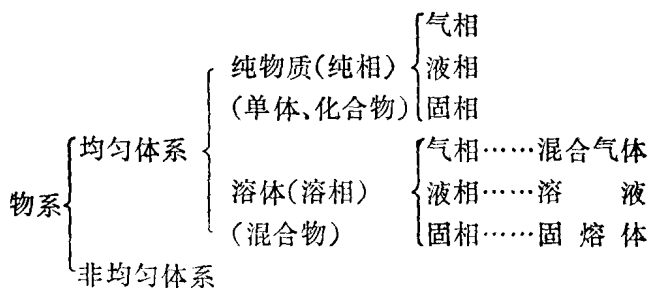 气相
纯物质(纯相) 液相
(单体、化合物) 固相
均匀体系
气相……混合气体
物系 溶体(溶相) 液相……溶 液
(混合物) 固相……固 熔 体
非均匀体系